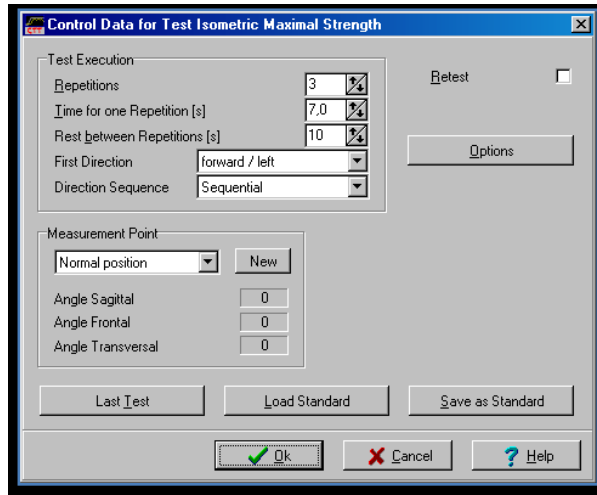 Control Data for Test Isometric Maximal Strength
Test Execution
Repetitions 3
Time for one Repetition [s] 7,0
Rest between Repetitions [s] 10
First Direction forward / left
Direction Sequence Sequential
Retest
Options
Measurement Point
Normal position New
Angle Sagittal 0
Angle Frontal 0
Angle Transversal 0
Last Test Load Standard Save as Standard
Ok Cancel ? Help